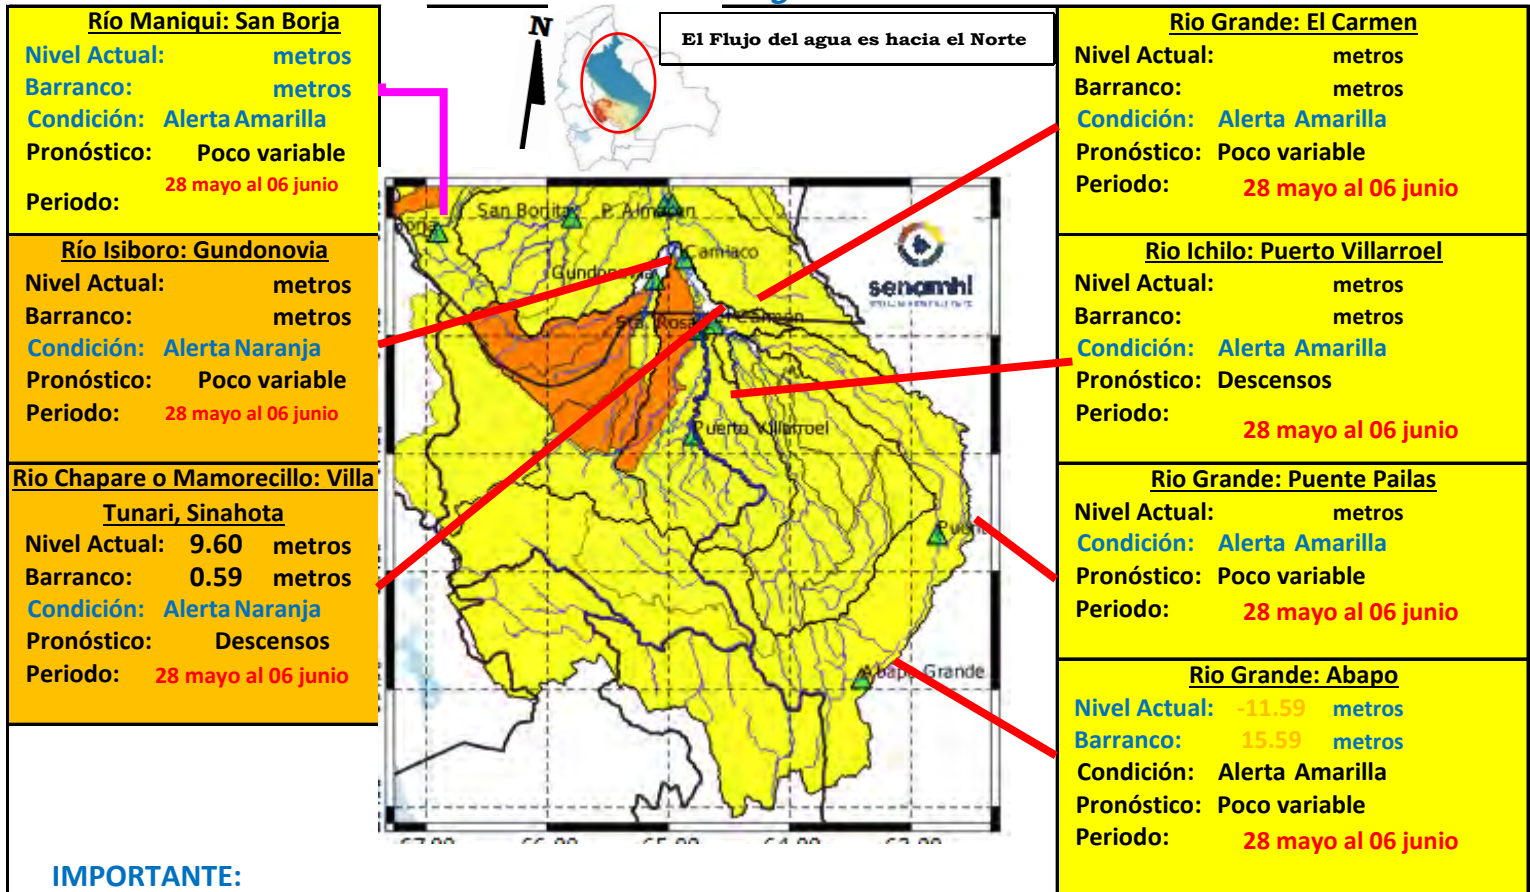 Río Maniqui: San Borja
Nivel Actual: metros
Barranco: metros
Condición: Alerta Amarilla
Pronóstico: Poco variable
28 mayo al 06 junio
Periodo:
Río Isiboro: Gundonovia
Nivel Actual: metros
Barranco: metros
Condición: Alerta Naranja
Pronóstico: Poco variable
Periodo: 28 mayo al 06 junio
Rio Chapare o Mamorecillo: Villa
Tunari, Sinahota
Nivel Actual: 9.60 metros
Barranco: 0.59 metros
Condición: Alerta Naranja
Pronóstico: Descensos
Periodo: 28 mayo al 06 junio
IMPORTANTE:
N
El Flujo del agua es hacia el Norte
San Borita
P. Almacen
Camiaco
Gundonovia
senamhi
Sta. Rosa
El Carmen
Puerto Villarroel
Abapo Grande
Rio Grande: El Carmen
Nivel Actual: metros
Barranco: metros
Condición: Alerta Amarilla
Pronóstico: Poco variable
Periodo: 28 mayo al 06 junio
Rio Ichilo: Puerto Villarroel
Nivel Actual: metros
Barranco: metros
Condición: Alerta Amarilla
Pronóstico: Descensos
Periodo:
28 mayo al 06 junio
Rio Grande: Puente Pailas
Nivel Actual: metros
Condición: Alerta Amarilla
Pronóstico: Poco variable
Periodo: 28 mayo al 06 junio
Rio Grande: Abapo
Nivel Actual: -11.59 metros
Barranco: 15.59 metros
Condición: Alerta Amarilla
Pronóstico: Poco variable
Periodo: 28 mayo al 06 junio